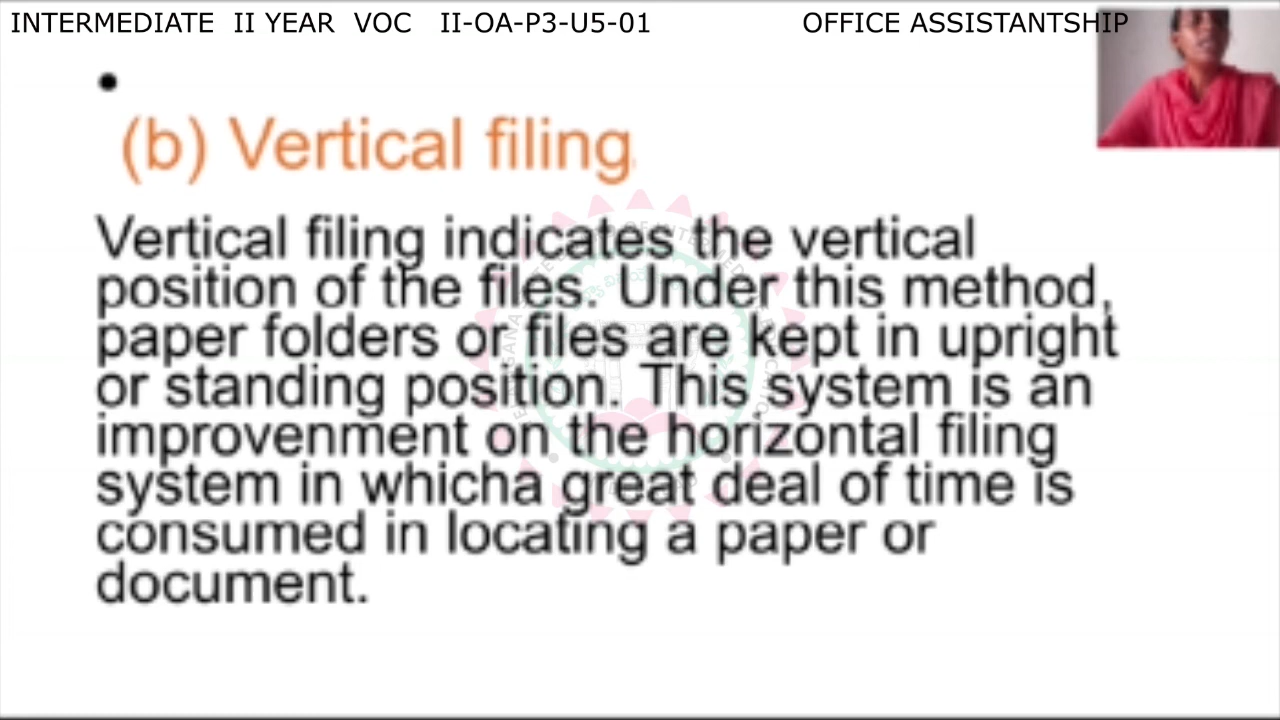 INTERMEDIATE II YEAR VOC II-OA-P3-U5-01 OFFICE ASSISTANTSHIP
•
(b) Vertical filing
Vertical filing indicates the vertical
position of the files. Under this method,
paper folders or files are kept in upright
or standing position. This system is an
improvenment on the horizontal filing
system in whicha great deal of time is
consumed in locating a paper or
document.